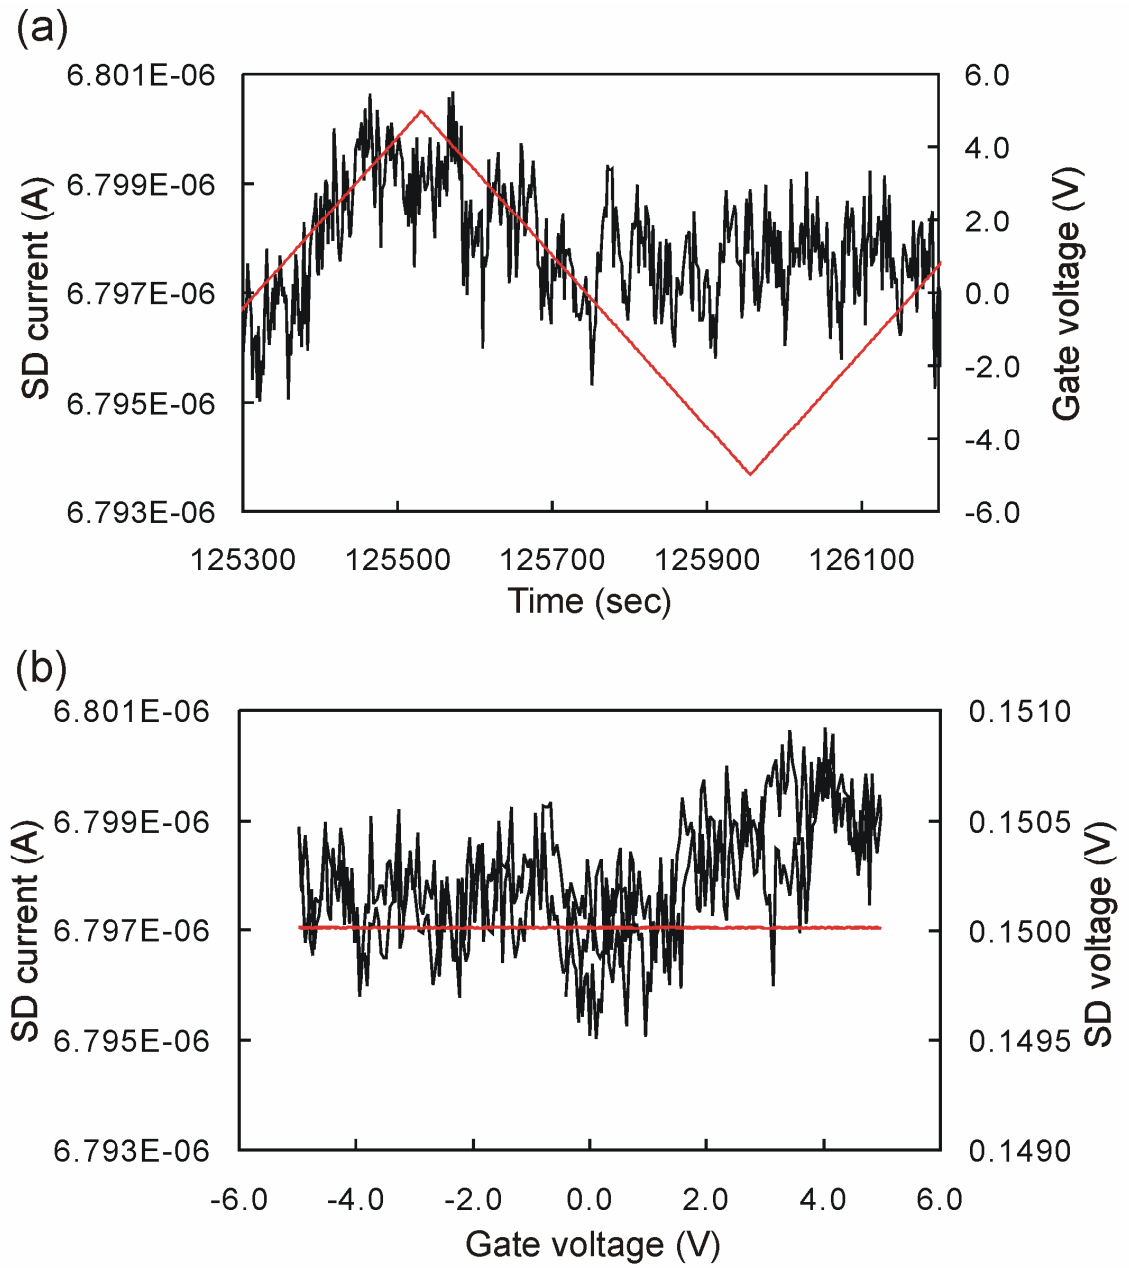 (a)
6.801E-06
6.799E-06
6.797E-06
6.795E-06
6.793E-06
SD current (A)
6.0
4.0
2.0
0.0
-2.0
-4.0
-6.0
Gate voltage (V)
125300 125500 125700 125900 126100
Time (sec)
(b)
6.801E-06
6.799E-06
6.797E-06
6.795E-06
6.793E-06
SD current (A)
0.1510
0.1505
0.1500
0.1495
0.1490
SD voltage (V)
-6.0 -4.0 -2.0 0.0 2.0 4.0 6.0
Gate voltage (V)